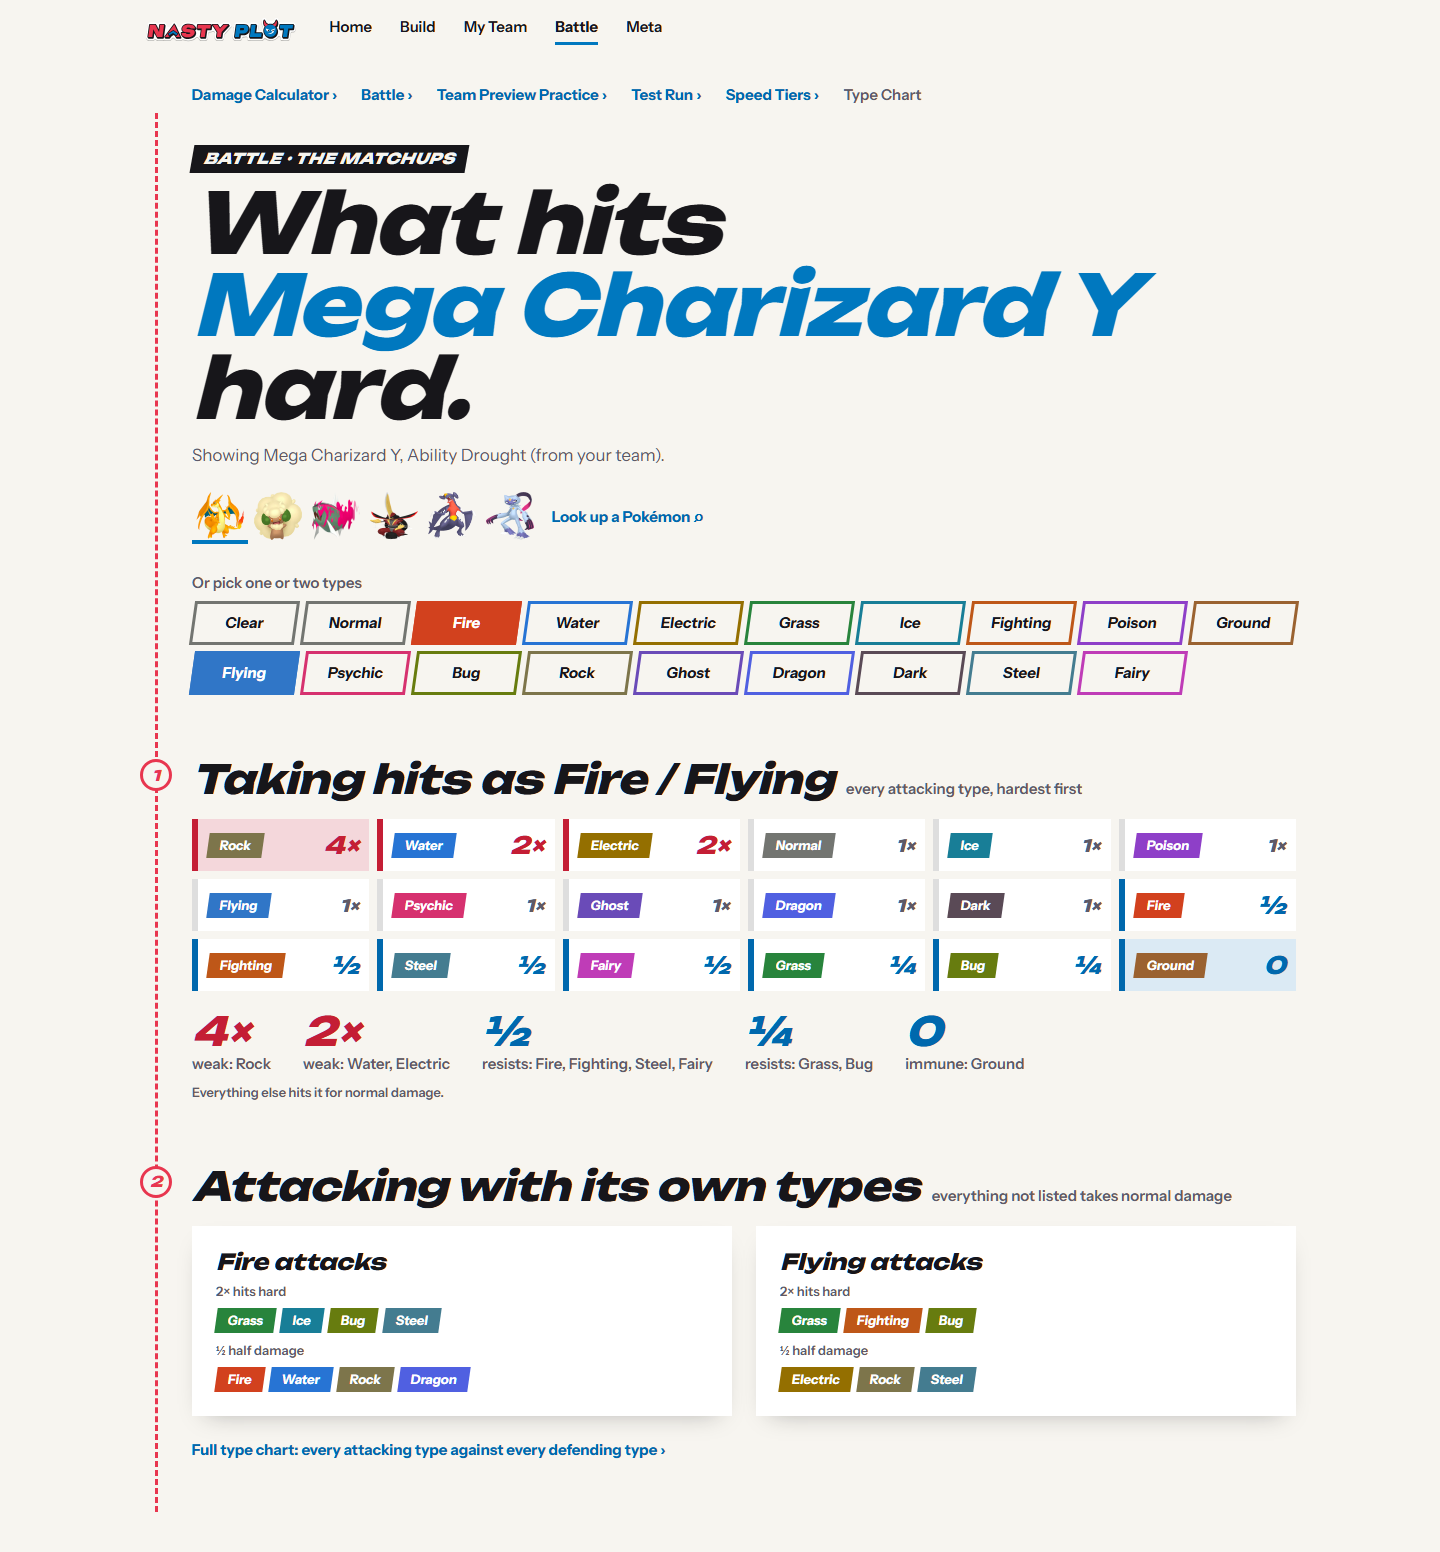 NASTY PLOT Home Build My Team Battle Meta
Damage Calculator › Battle › Team Preview Practice › Test Run › Speed Tiers › Type Chart
BATTLE • THE MATCHUPS
What hits
Mega Charizard Y
hard.
Showing Mega Charizard Y, Ability Drought (from your team).
Look up a Pokémon
Or pick one or two types
Clear Normal Fire Water Electric Grass Ice Fighting Poison Ground
Flying Psychic Bug Rock Ghost Dragon Dark Steel Fairy
1 Taking hits as Fire / Flying every attacking type, hardest first
Rock 4× Water 2× Electric 2× Normal 1× Ice 1× Poison 1×
Flying 1× Psychic 1× Ghost 1× Dragon 1× Dark 1× Fire ½
Fighting ½ Steel ½ Fairy ½ Grass ¼ Bug ¼ Ground 0
4× 2× ½ ¼ 0
weak: Rock weak: Water, Electric resists: Fire, Fighting, Steel, Fairy resists: Grass, Bug immune: Ground
Everything else hits it for normal damage.
2 Attacking with its own types everything not listed takes normal damage
Fire attacks
2× hits hard
Grass Ice Bug Steel
½ half damage
Fire Water Rock Dragon
Flying attacks
2× hits hard
Grass Fighting Bug
½ half damage
Electric Rock Steel
Full type chart: every attacking type against every defending type ›